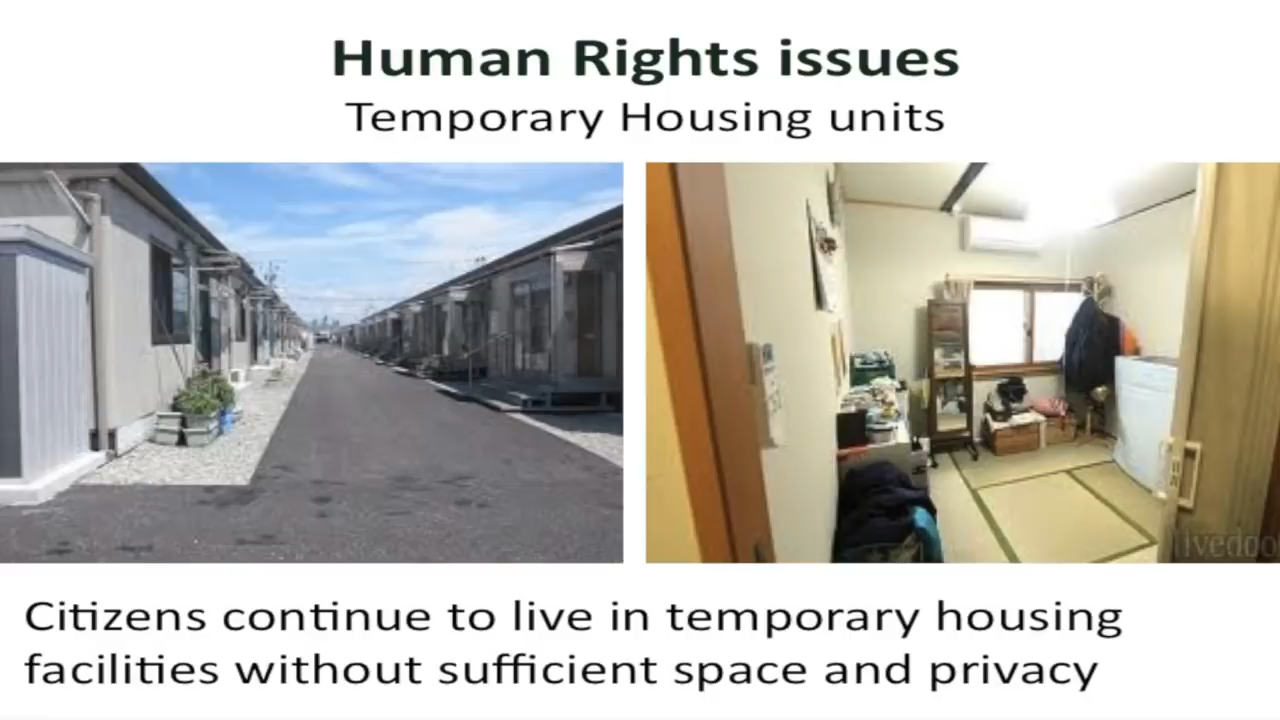 Human Rights issues
Temporary Housing units
Citizens continue to live in temporary housing
facilities without sufficient space and privacy